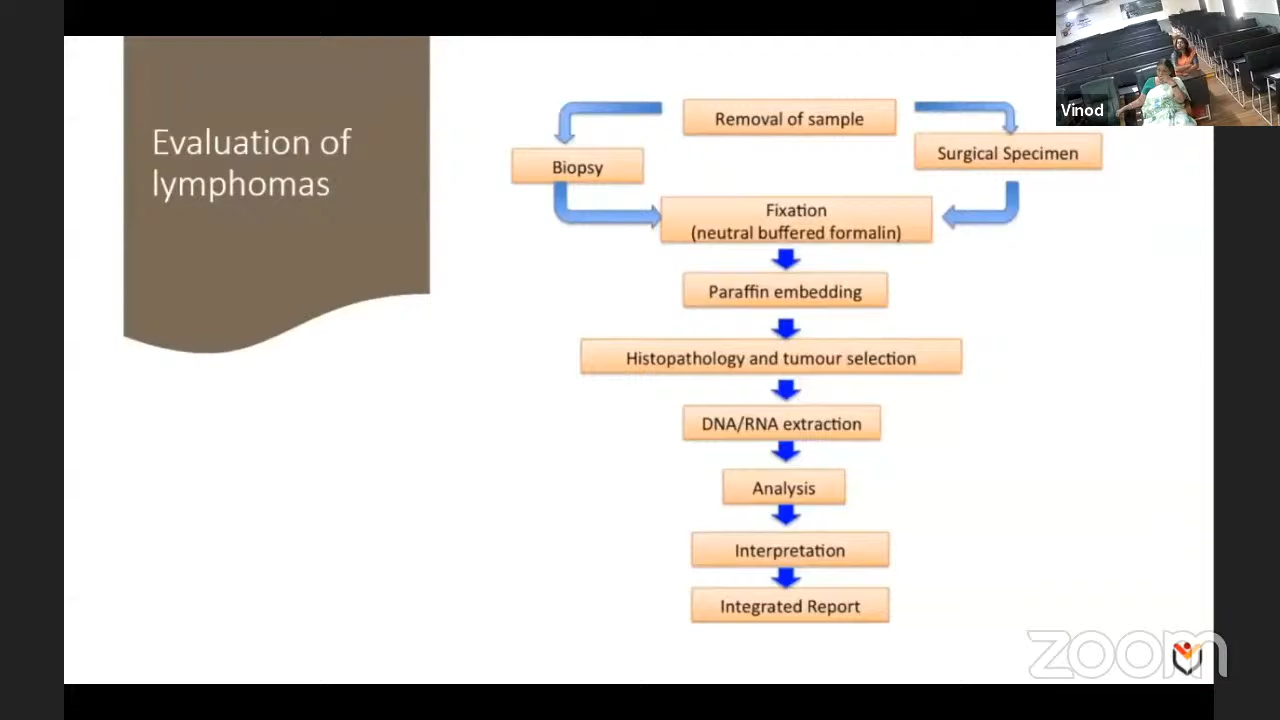 Evaluation of
lymphomas
Removal of sample
Biopsy
Surgical Specimen
Fixation
(neutral buffered formalin)
Paraffin embedding
Histopathology and tumour selection
DNA/RNA extraction
Analysis
Interpretation
Integrated Report
Vinod
zoom